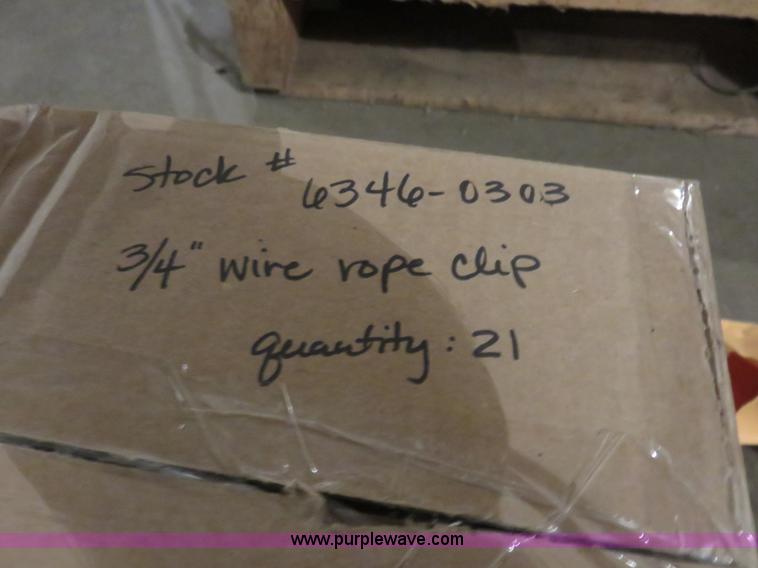 Stock # 6346-0303
3/4" wire rope clip
quantity: 21
www.purplewave.com